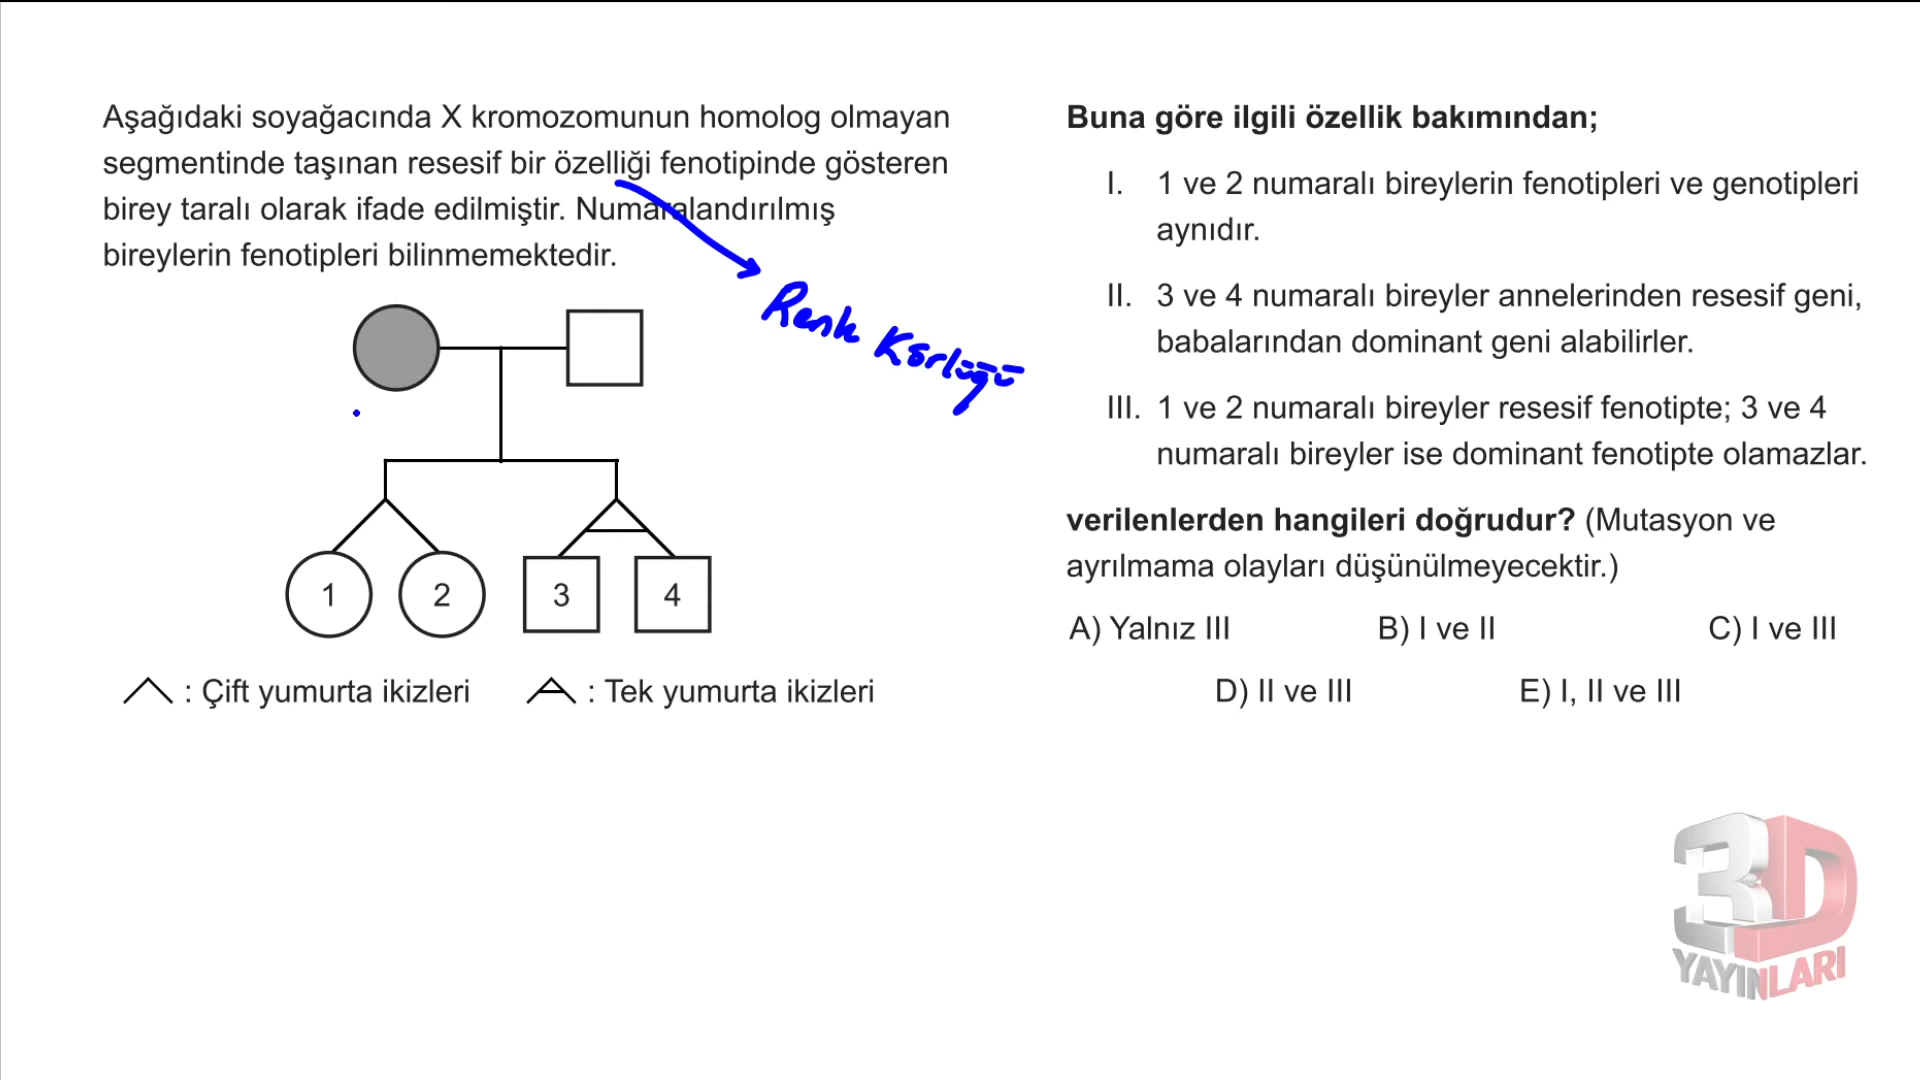 Aşağıdaki soyağacında X kromozomunun homolog olmayan
segmentinde taşınan resesif bir özelliği fenotipinde gösteren
birey taralı olarak ifade edilmiştir. Numaralandırılmış
bireylerin fenotipleri bilinmemektedir.
Renk Körlüğü
1 2 3 4
: Çift yumurta ikizleri : Tek yumurta ikizleri
Buna göre ilgili özellik bakımından;
I. 1 ve 2 numaralı bireylerin fenotipleri ve genotipleri
aynıdır.
II. 3 ve 4 numaralı bireyler annelerinden resesif geni,
babalarından dominant geni alabilirler.
III. 1 ve 2 numaralı bireyler resesif fenotipte; 3 ve 4
numaralı bireyler ise dominant fenotipte olamazlar.
verilenlerden hangileri doğrudur? (Mutasyon ve
ayrılmama olayları düşünülmeyecektir.)
A) Yalnız III B) I ve II C) I ve III
D) II ve III E) I, II ve III
3D
YAYINLARI